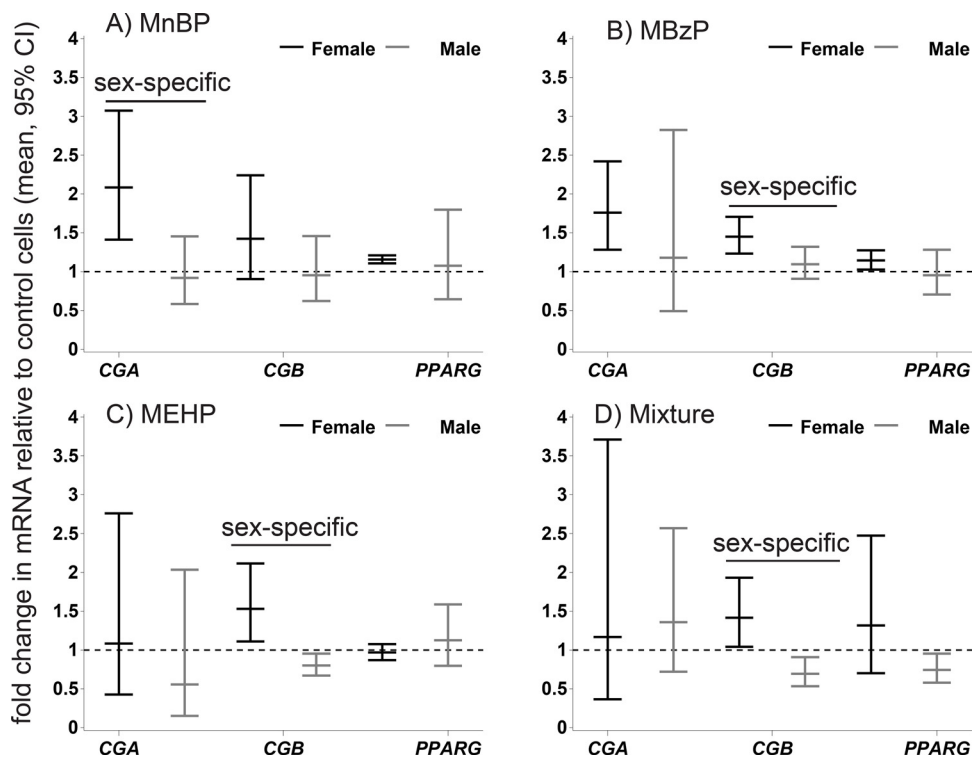 fold change in mRNA relative to control cells (mean, 95% CI)
A) MnBP
Female Male
sex-specific
4
3.5
3
2.5
2
1.5
1
0.5
0
CGA CGB PPARG
B) MBzP
Female Male
sex-specific
4
3.5
3
2.5
2
1.5
1
0.5
0
CGA CGB PPARG
C) MEHP
Female Male
sex-specific
4
3.5
3
2.5
2
1.5
1
0.5
0
CGA CGB PPARG
D) Mixture
Female Male
sex-specific
4
3.5
3
2.5
2
1.5
1
0.5
0
CGA CGB PPARG